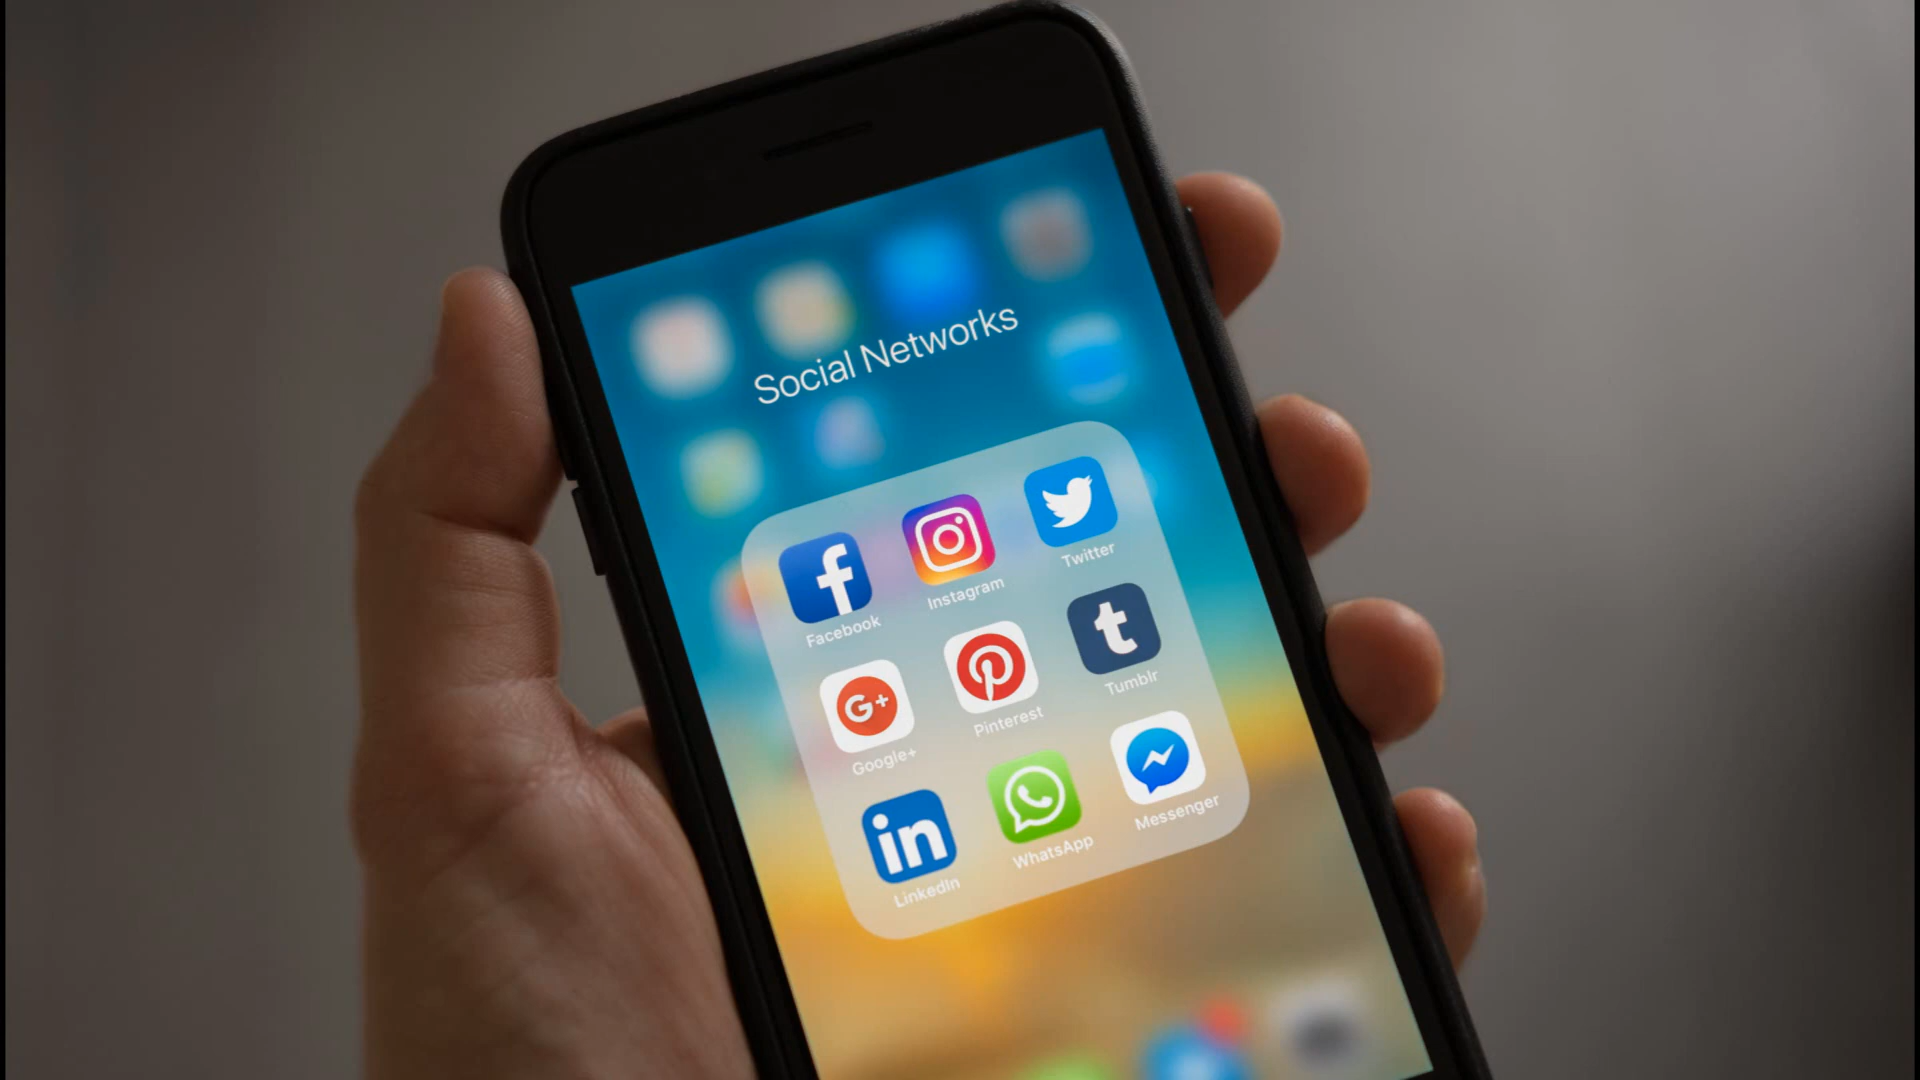 Social Networks
Facebook
Instagram
Twitter
Google+
Pinterest
Tumblr
LinkedIn
WhatsApp
Messenger